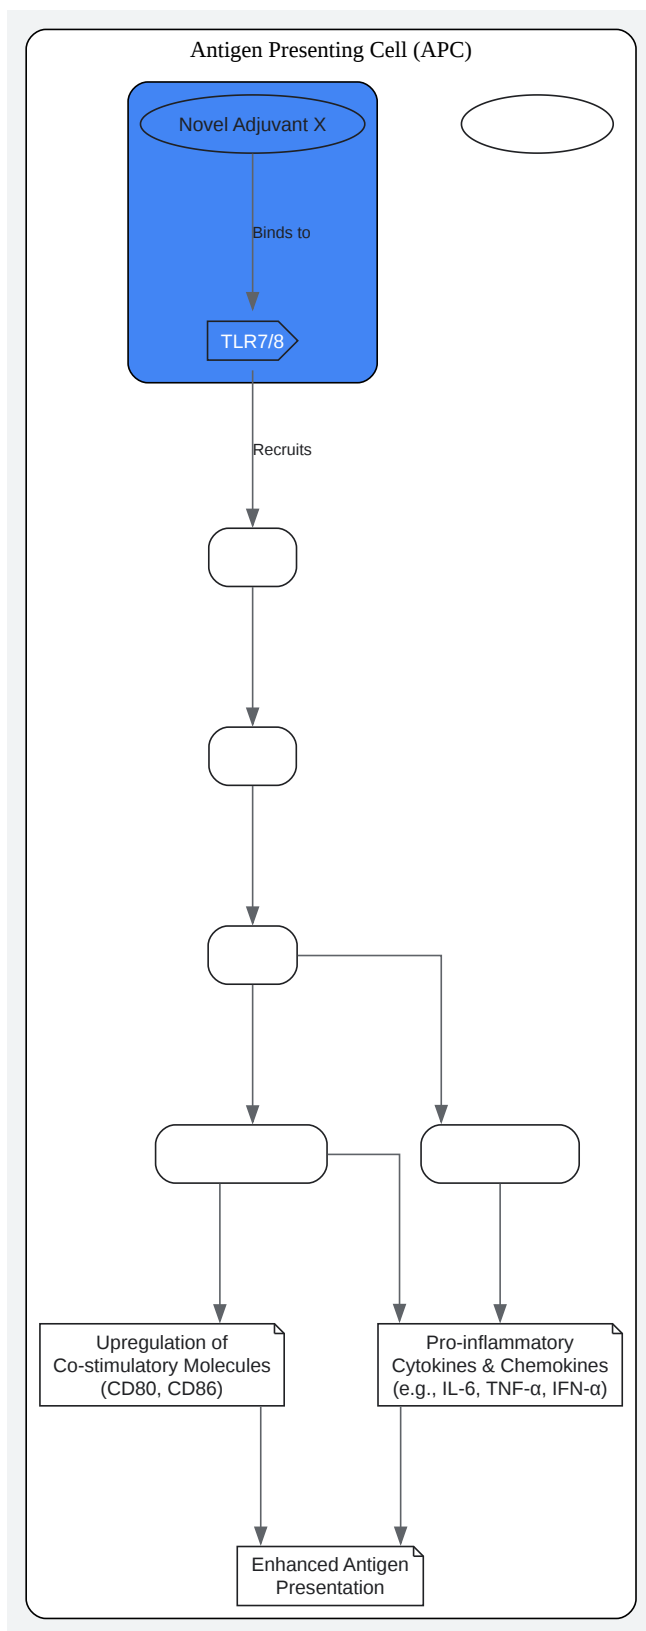 Antigen Presenting Cell (APC)
Novel Adjuvant X
Binds to
TLR7/8
Recruits
Upregulation of
Co-stimulatory Molecules
(CD80, CD86)
Pro-inflammatory
Cytokines & Chemokines
(e.g., IL-6, TNF-α, IFN-α)
Enhanced Antigen
Presentation